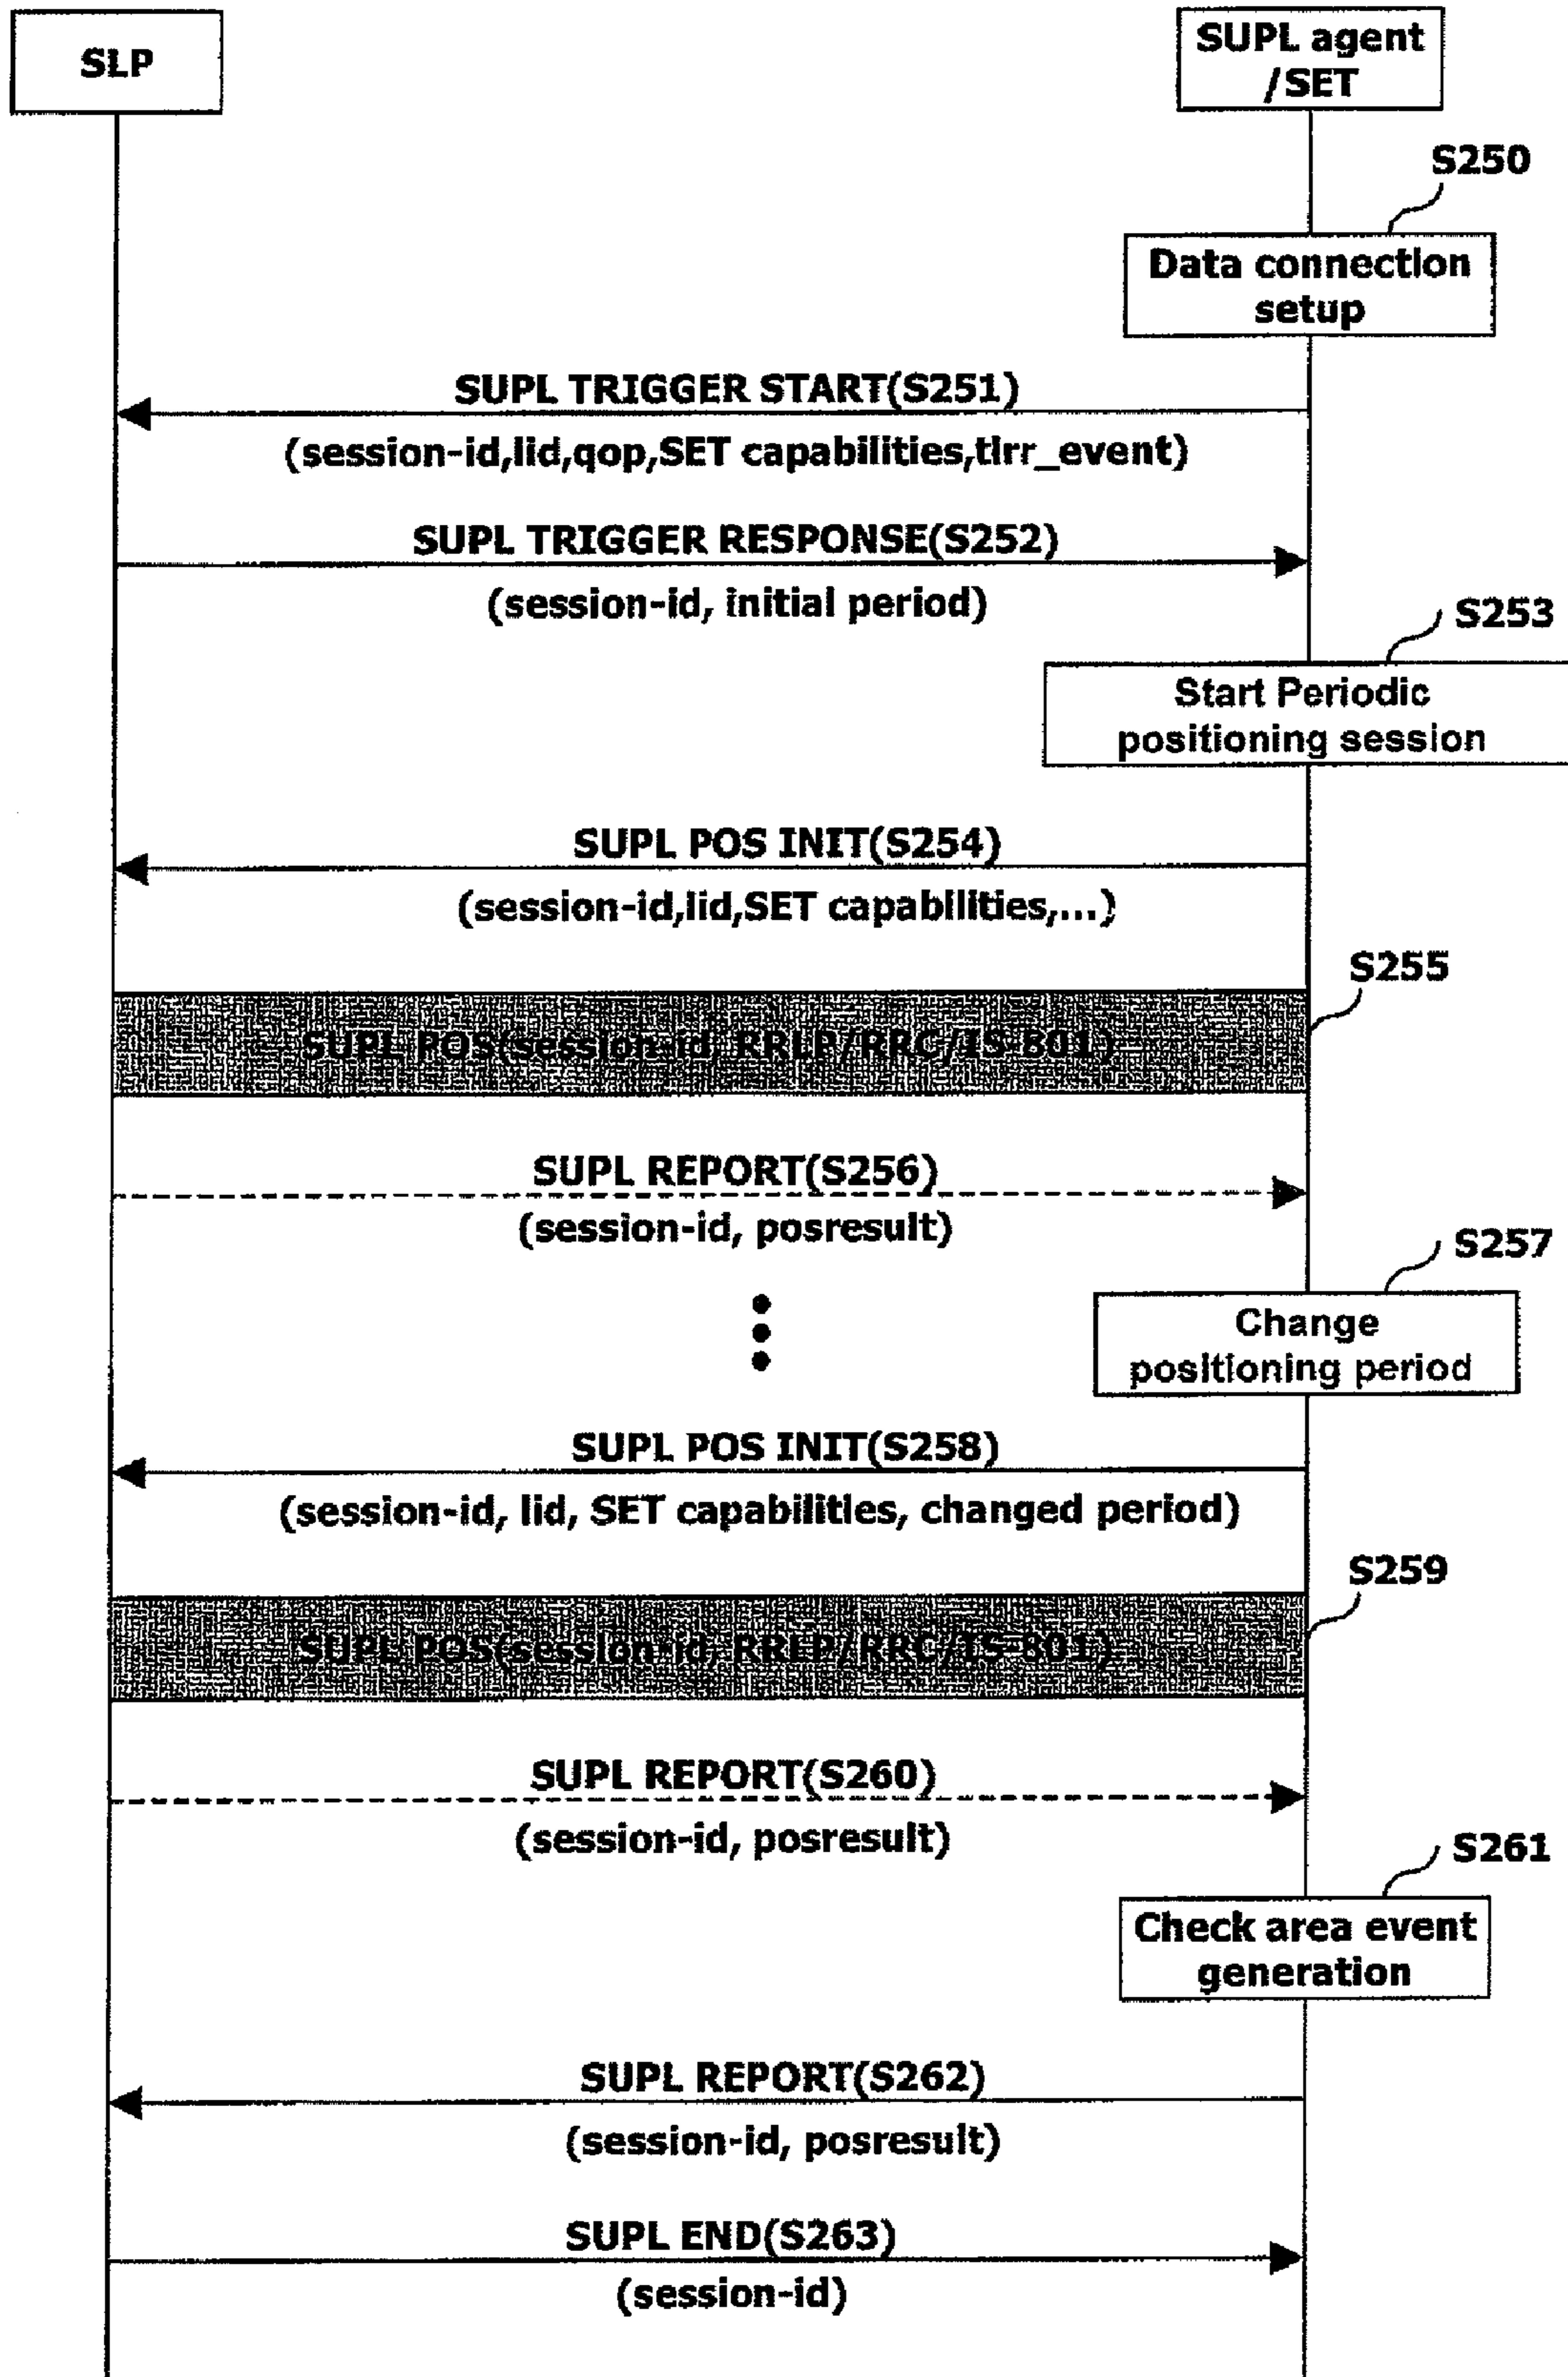 SLP
SUPL agent
/SET
S250
Data connection
setup
SUPL TRIGGER START(S251)
(session-id,lid,qop,SET capabilities,tlrr_event)
SUPL TRIGGER RESPONSE(S252)
(session-id, initial period)
S253
Start Periodic
positioning session
SUPL POS INIT(S254)
(session-id,lid,SET capabilities,...)
S255
SUPL POS(session-id, RRLP/RRC/IS-801)
SUPL REPORT(S256)
(session-id, posresult)
S257
Change
positioning period
SUPL POS INIT(S258)
(session-id, lid, SET capabilities, changed period)
S259
SUPL POS(session-id, RRLP/RRC/IS-801)
SUPL REPORT(S260)
(session-id, posresult)
S261
Check area event
generation
SUPL REPORT(S262)
(session-id, posresult)
SUPL END(S263)
(session-id)